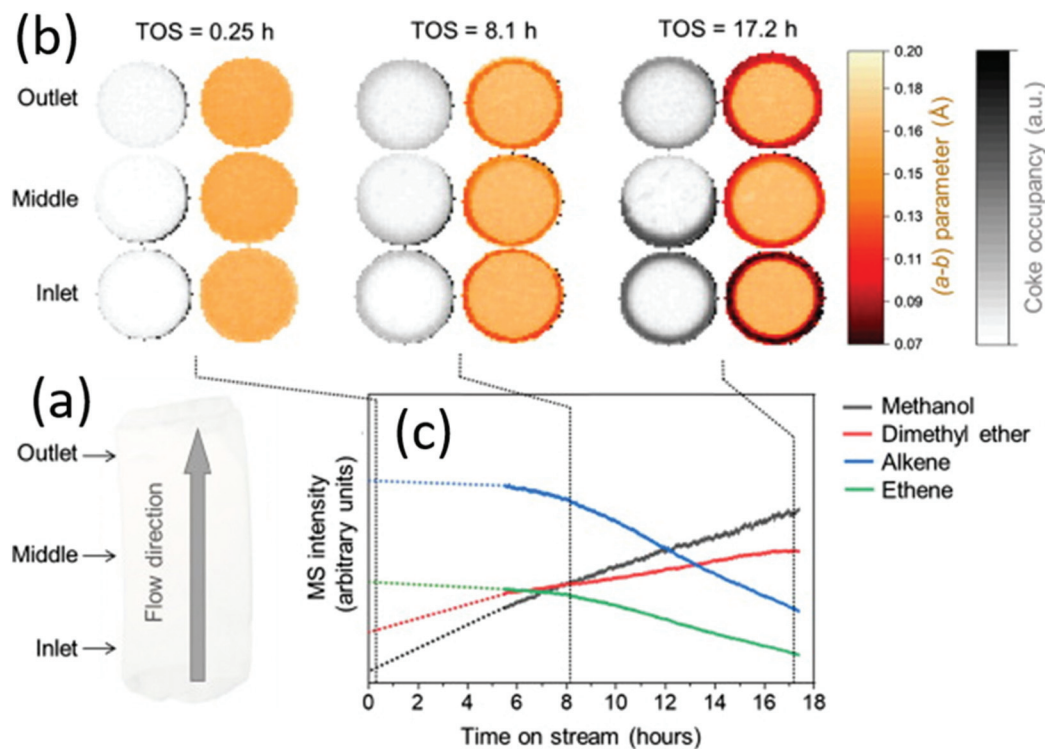 (b)
TOS = 0.25 h
TOS = 8.1 h
TOS = 17.2 h
Outlet
Middle
Inlet
0.20
0.18
0.16
0.15
0.13
0.11
0.09
0.07
(a-b) parameter (Å)
Coke occupancy (a.u.)
(a)
Outlet
Middle
Inlet
Flow direction
(c)
MS intensity
(arbitrary units)
0 2 4 6 8 10 12 14 16 18
Time on stream (hours)
Methanol
Dimethyl ether
Alkene
Ethene